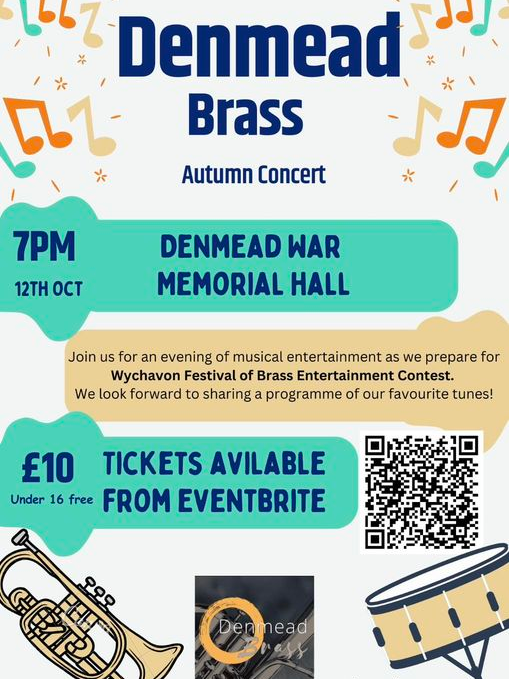 Denmead
Brass
Autumn Concert
7PM
12TH OCT
DENMEAD WAR
MEMORIAL HALL
Join us for an evening of musical entertainment as we prepare for
Wychavon Festival of Brass Entertainment Contest.
We look forward to sharing a programme of our favourite tunes!
£10
Under 16 free
TICKETS AVILABLE
FROM EVENTBRITE
Denmead
Brass